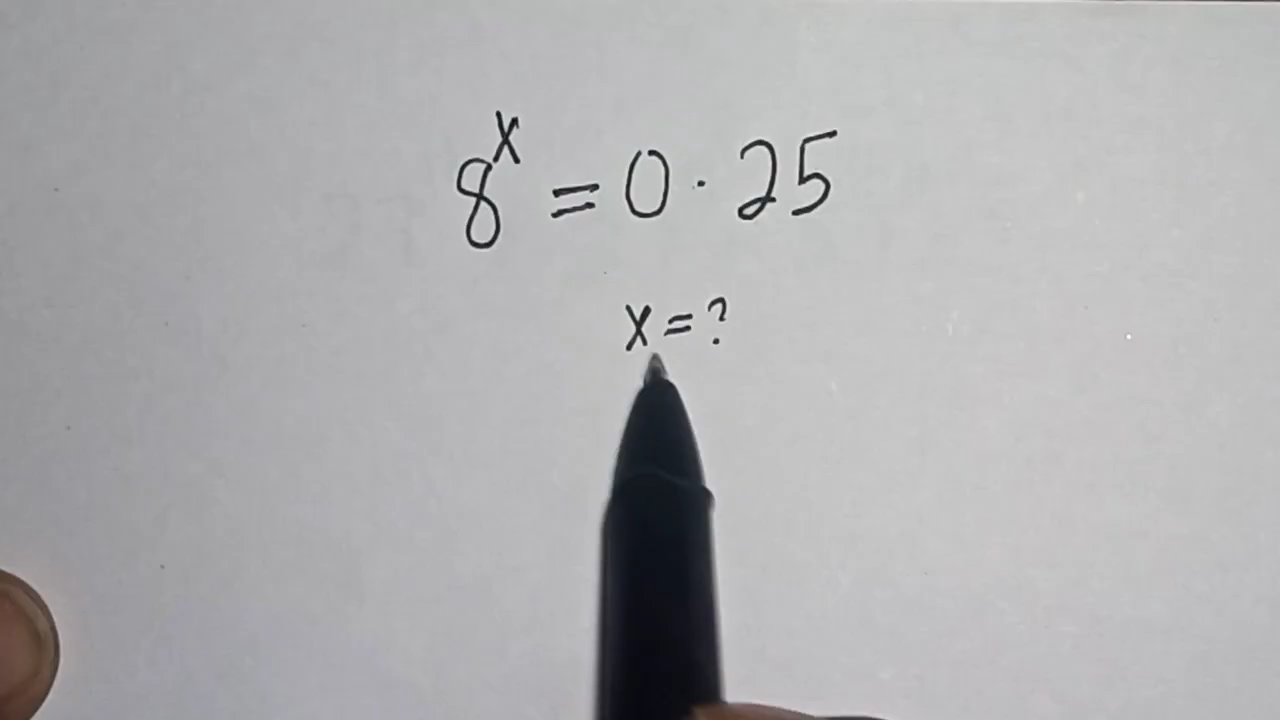 8^x = 0·25
x = ?